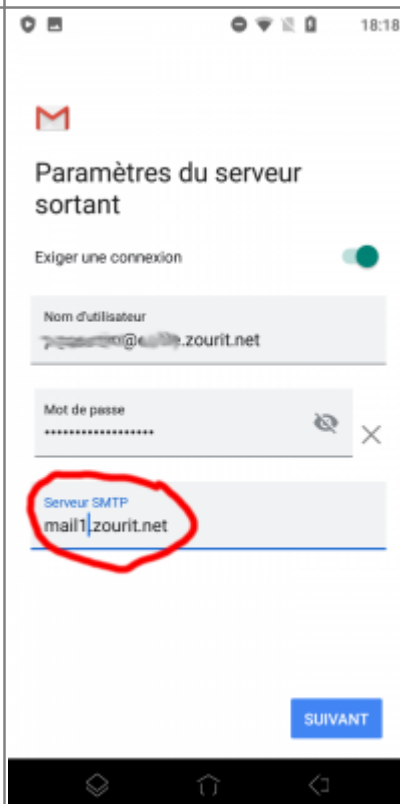 18:18
Paramètres du serveur
sortant
Exiger une connexion
Nom d'utilisateur
.zourit.net
Mot de passe
••••••••••••••••••
Serveur SMTP
mail1.zourit.net
SUIVANT